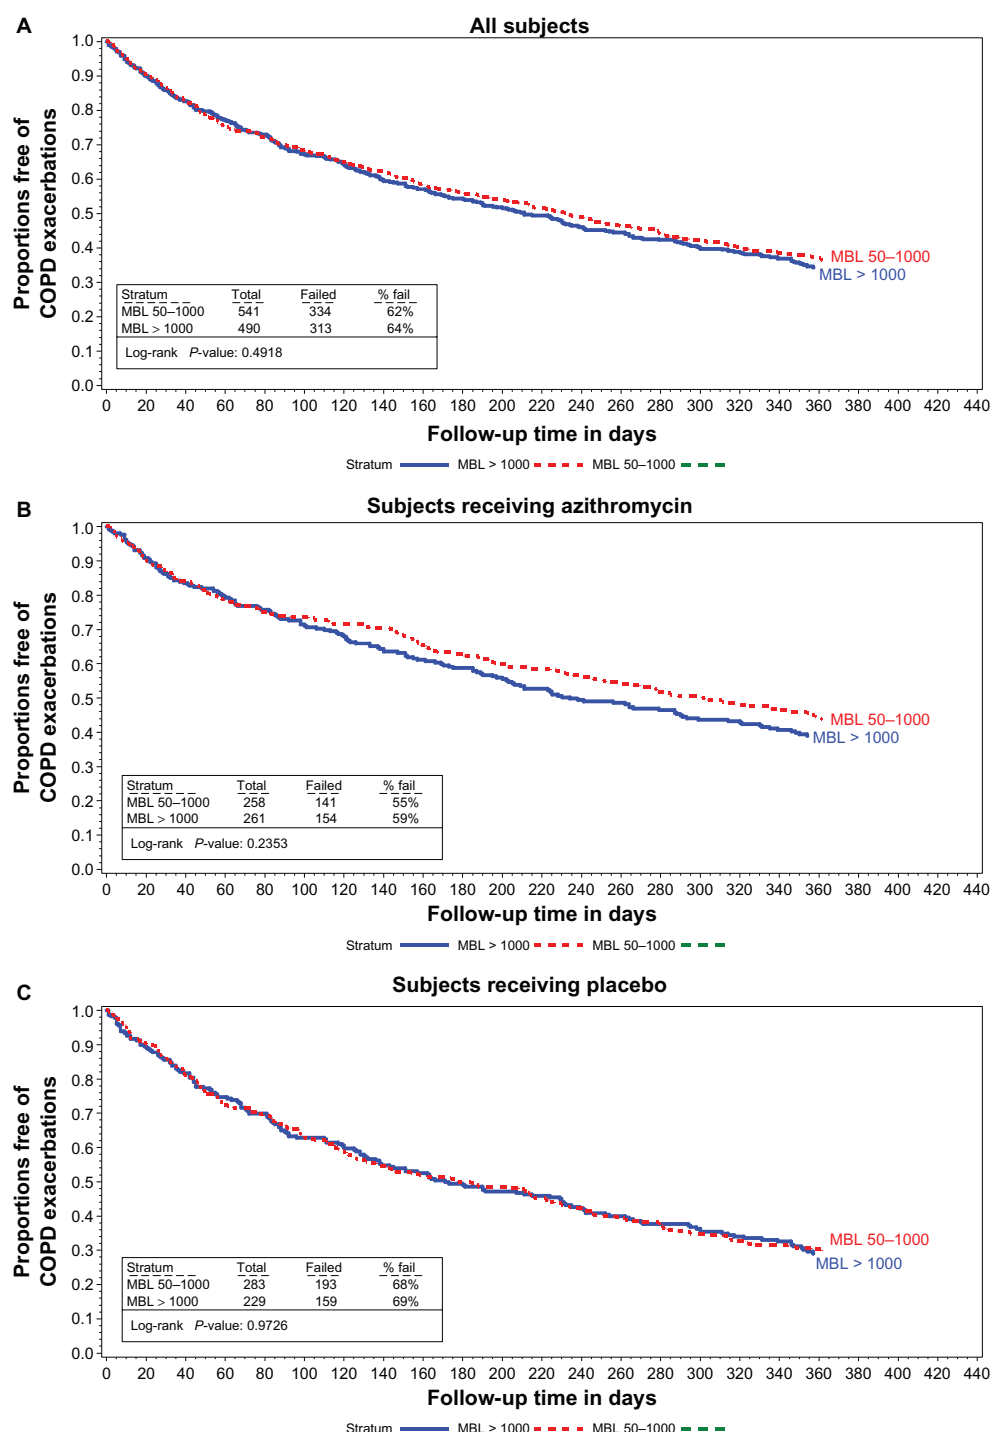 A
All subjects
Proportions free of
COPD exacerbations
1.0
0.9
0.8
0.7
0.6
0.5
0.4
0.3
0.2
0.1
0.0
MBL 50–1000
MBL > 1000
Stratum Total Failed % fail
MBL 50–1000 541 334 62%
MBL > 1000 490 313 64%
Log-rank P-value: 0.4918
0 20 40 60 80 100 120 140 160 180 200 220 240 260 280 300 320 340 360 380 400 420 440
Follow-up time in days
Stratum MBL > 1000 MBL 50–1000
B
Subjects receiving azithromycin
Proportions free of
COPD exacerbations
1.0
0.9
0.8
0.7
0.6
0.5
0.4
0.3
0.2
0.1
0.0
MBL 50–1000
MBL > 1000
Stratum Total Failed % fail
MBL 50–1000 258 141 55%
MBL > 1000 261 154 59%
Log-rank P-value: 0.2353
0 20 40 60 80 100 120 140 160 180 200 220 240 260 280 300 320 340 360 380 400 420 440
Follow-up time in days
Stratum MBL > 1000 MBL 50–1000
C
Subjects receiving placebo
Proportions free of
COPD exacerbations
1.0
0.9
0.8
0.7
0.6
0.5
0.4
0.3
0.2
0.1
0.0
MBL 50–1000
MBL > 1000
Stratum Total Failed % fail
MBL 50–1000 283 193 68%
MBL > 1000 229 159 69%
Log-rank P-value: 0.9726
0 20 40 60 80 100 120 140 160 180 200 220 240 260 280 300 320 340 360 380 400 420 440
Follow-up time in days
Stratum MBL > 1000 MBL 50–1000